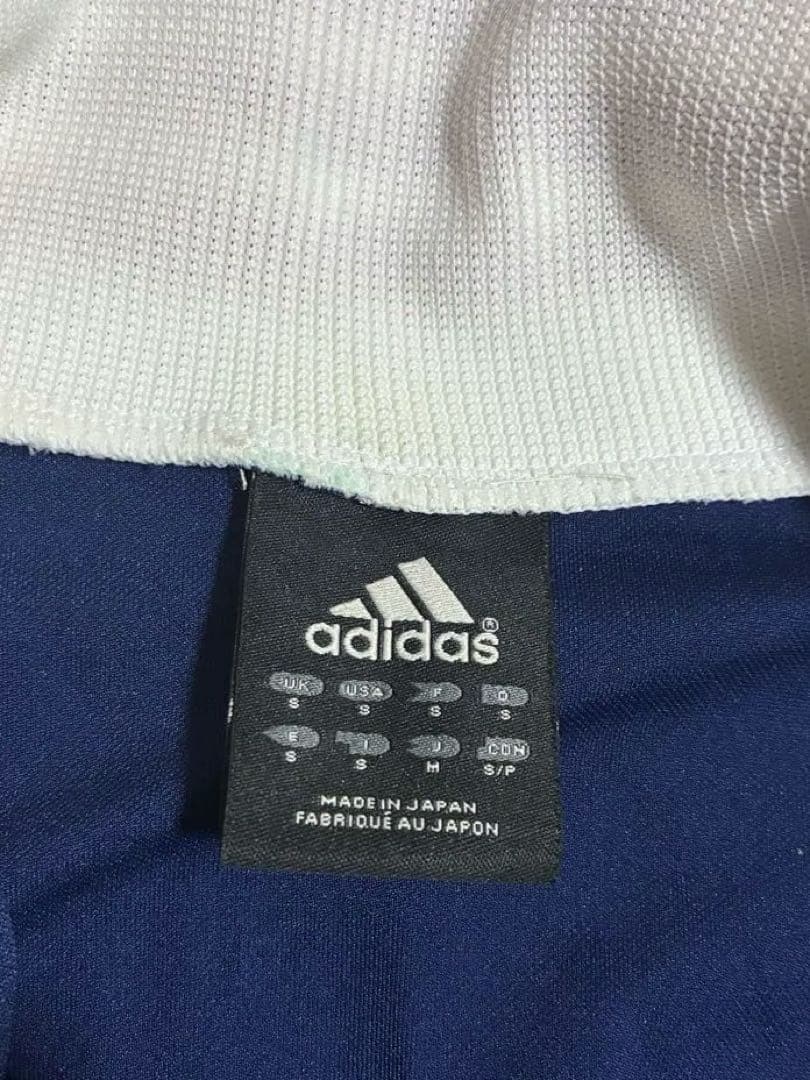 adidas®
UK USA F D
S S S S
E I J CDN
S S M S/P
MADE IN JAPAN
FABRIQUÉ AU JAPON